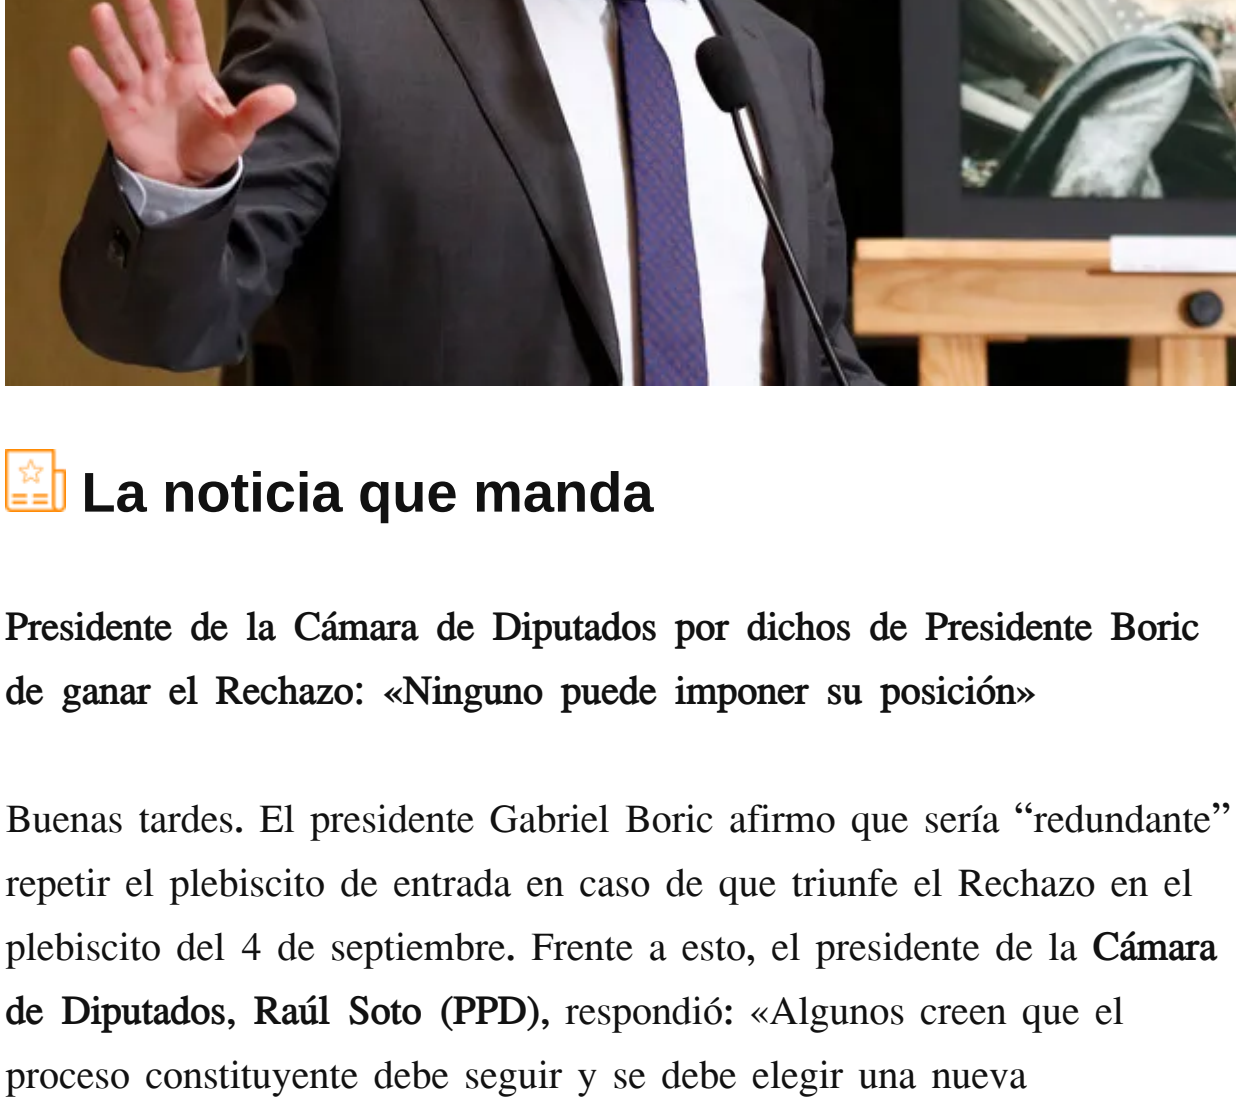 La noticia que manda
Presidente de la Cámara de Diputados por dichos de Presidente Boric
de ganar el Rechazo: «Ninguno puede imponer su posición»
Buenas tardes. El presidente Gabriel Boric afirmo que sería “redundante”
repetir el plebiscito de entrada en caso de que triunfe el Rechazo en el
plebiscito del 4 de septiembre. Frente a esto, el presidente de la Cámara
de Diputados, Raúl Soto (PPD), respondió: «Algunos creen que el
proceso constituyente debe seguir y se debe elegir una nueva